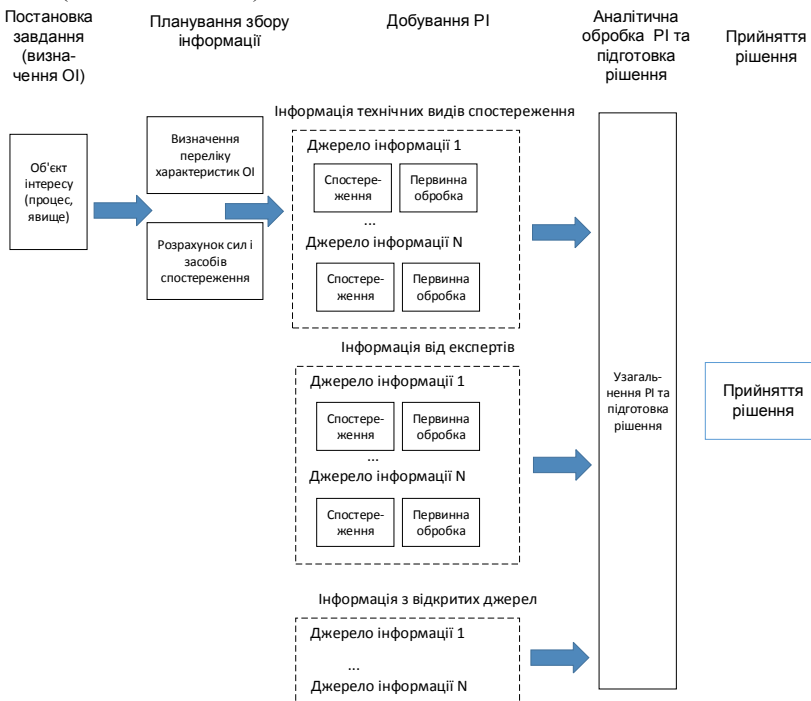 Постановка
завдання
(визна-
чення ОІ)
Планування збору
інформації
Добування РІ
Аналітична
обробка РІ та
підготовка
рішення
Прийняття
рішення
Об'єкт
інтересу
(процес,
явище)
Визначення
переліку
характеристик ОІ
Розрахунок сил і
засобів
спостереження
Інформація технічних видів спостереження
Джерело інформації 1
Спостере-
ження
Первинна
обробка
...
Джерело інформації N
Спостере-
ження
Первинна
обробка
Інформація від експертів
Джерело інформації 1
Спостере-
ження
Первинна
обробка
...
Джерело інформації N
Спостере-
ження
Первинна
обробка
Інформація з відкритих джерел
Джерело інформації 1
...
Джерело інформації N
Узагаль-
нення РІ та
підготовка
рішення
Прийняття
рішення